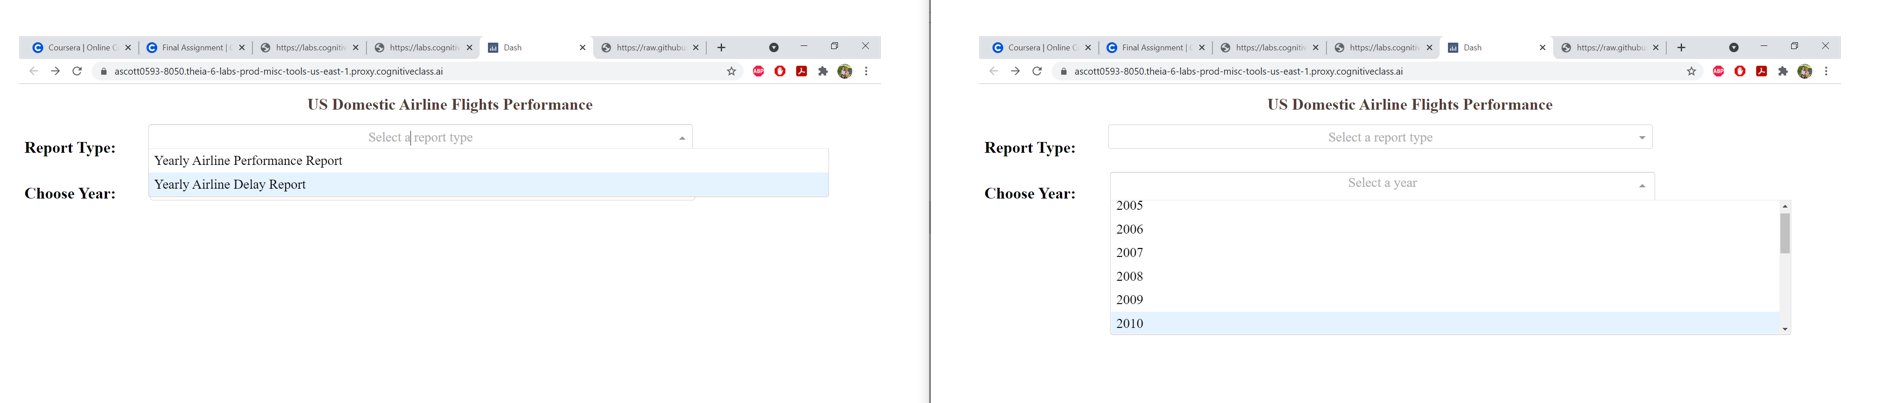 Coursera | Online C
Final Assignment |
https://labs.cogniti
https://labs.cogniti
Dash
https://raw.githubu
ascott0593-8050.theia-6-labs-prod-misc-tools-us-east-1.proxy.cognitiveclass.ai
ABP
US Domestic Airline Flights Performance
Report Type:
Select a report type
Yearly Airline Performance Report
Yearly Airline Delay Report
Choose Year:
Coursera | Online C
Final Assignment |
https://labs.cogniti
https://labs.cogniti
Dash
https://raw.githubu
ascott0593-8050.theia-6-labs-prod-misc-tools-us-east-1.proxy.cognitiveclass.ai
ABP
US Domestic Airline Flights Performance
Report Type:
Select a report type
Choose Year:
Select a year
2005
2006
2007
2008
2009
2010